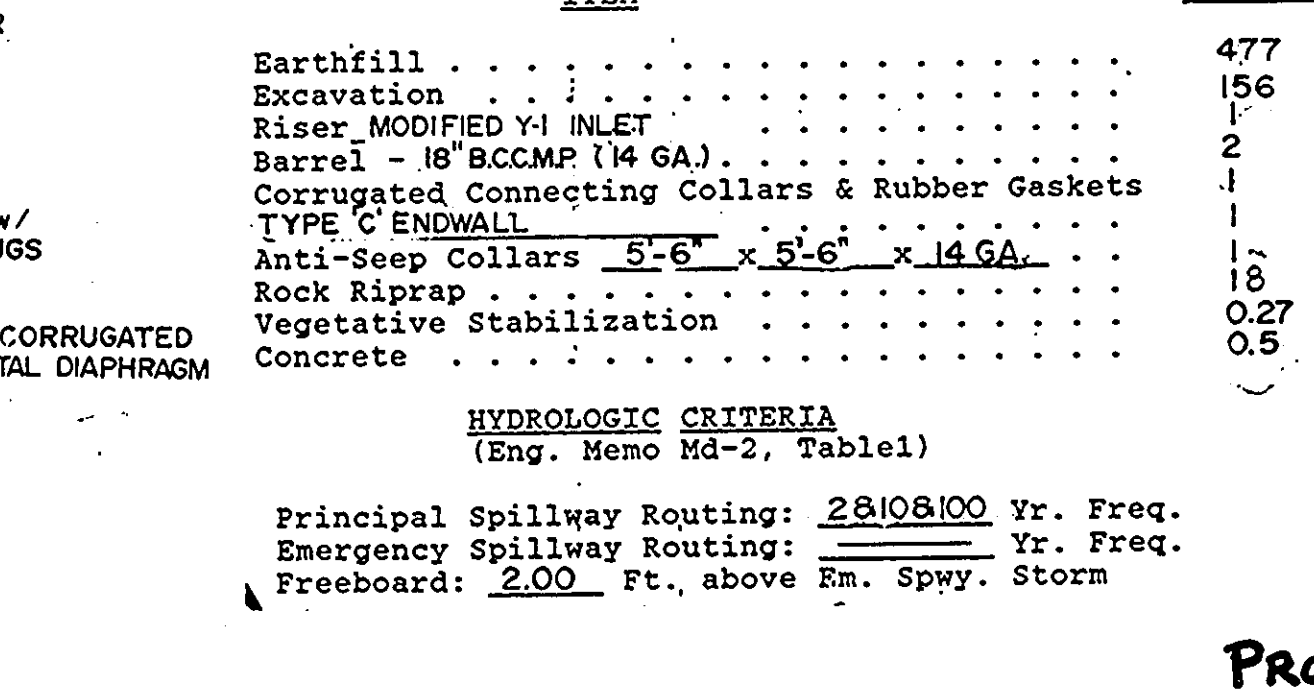 ITEM
R
Earthfill . . . . . . . . . . . . . . . . . . 477
Excavation . . . . . . . . . . . . . . . . . 156
Riser MODIFIED Y-1 INLET . . . . . . . . . . 1
Barrel - 18" B.C.C.M.P. (14 GA.) . . . . . . . . . . . 2
Corrugated Connecting Collars & Rubber Gaskets 1
W/
TYPE 'C' ENDWALL . . . . . . . . . . 1
UGS
Anti-Seep Collars 5'-6" x 5'-6" x 14 GA. . . 1
Rock Riprap . . . . . . . . . . . . . . . . . 18
Vegetative Stabilization . . . . . . . . . . 0.27
CORRUGATED
Concrete . . . . . . . . . . . . . . . . . . 0.5
TAL DIAPHRAGM
HYDROLOGIC CRITERIA
(Eng. Memo Md-2, Table1)
Principal Spillway Routing: 2&10&100 Yr. Freq.
Emergency Spillway Routing: ——— Yr. Freq.
Freeboard: 2.00 Ft., above Em. Spwy. Storm
PRO